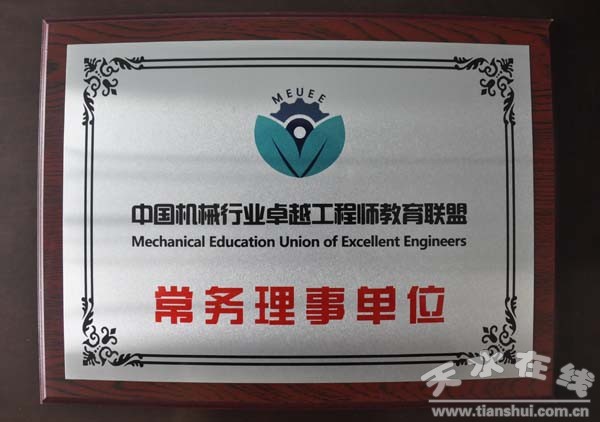 MEUEE
中国机械行业卓越工程师教育联盟
Mechanical Education Union of Excellent Engineers
常务理事单位
天水在线
www.tianshui.com.cn